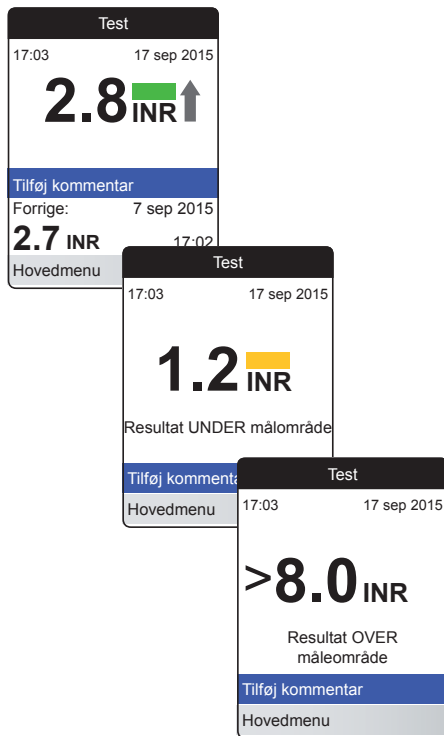 Test
17:03 17 sep 2015
2.8 INR
Tilføj kommentar
Forrige: 7 sep 2015
2.7 INR 17:02
Hovedmenu
Test
17:03 17 sep 2015
1.2 INR
Resultat UNDER målområde
Tilføj kommenta
Hovedmenu
Test
17:03 17 sep 2015
>8.0 INR
Resultat OVER
måleområde
Tilføj kommentar
Hovedmenu